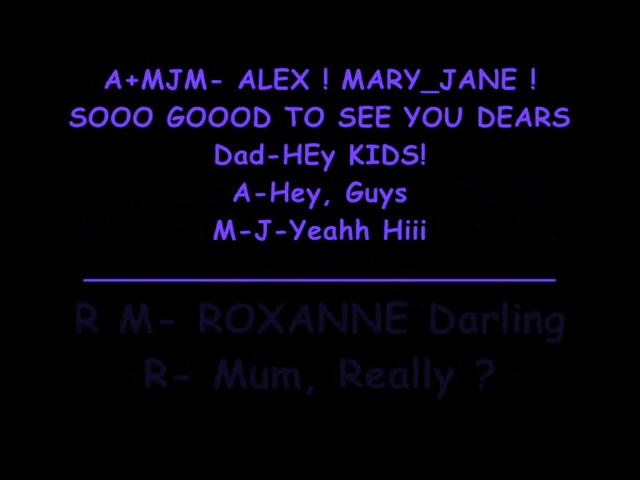 A+MJM- ALEX ! MARY_JANE !
SOOO GOOOD TO SEE YOU DEARS
Dad-HEy KIDS!
A-Hey, Guys
M-J-Yeahh Hiii
R M- ROXANNE Darling
R- Mum, Really ?